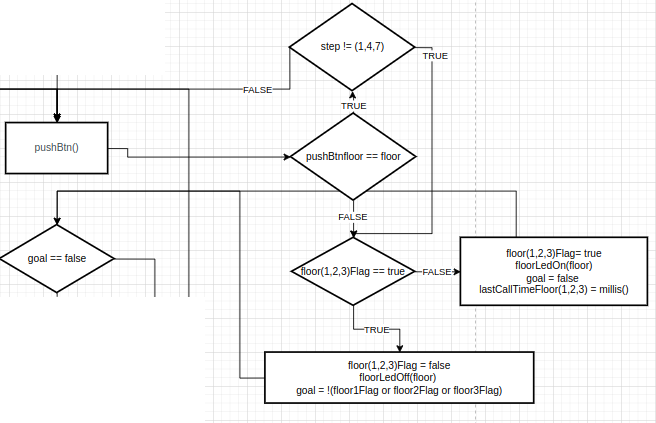 step != (1,4,7)
TRUE
FALSE
TRUE
pushBtn()
pushBtnfloor == floor
FALSE
goal == false
floor(1,2,3)Flag == true
FALSE
floor(1,2,3)Flag= true
floorLedOn(floor)
goal = false
lastCallTimeFloor(1,2,3) = millis()
TRUE
floor(1,2,3)Flag = false
floorLedOff(floor)
goal = !(floor1Flag or floor2Flag or floor3Flag)